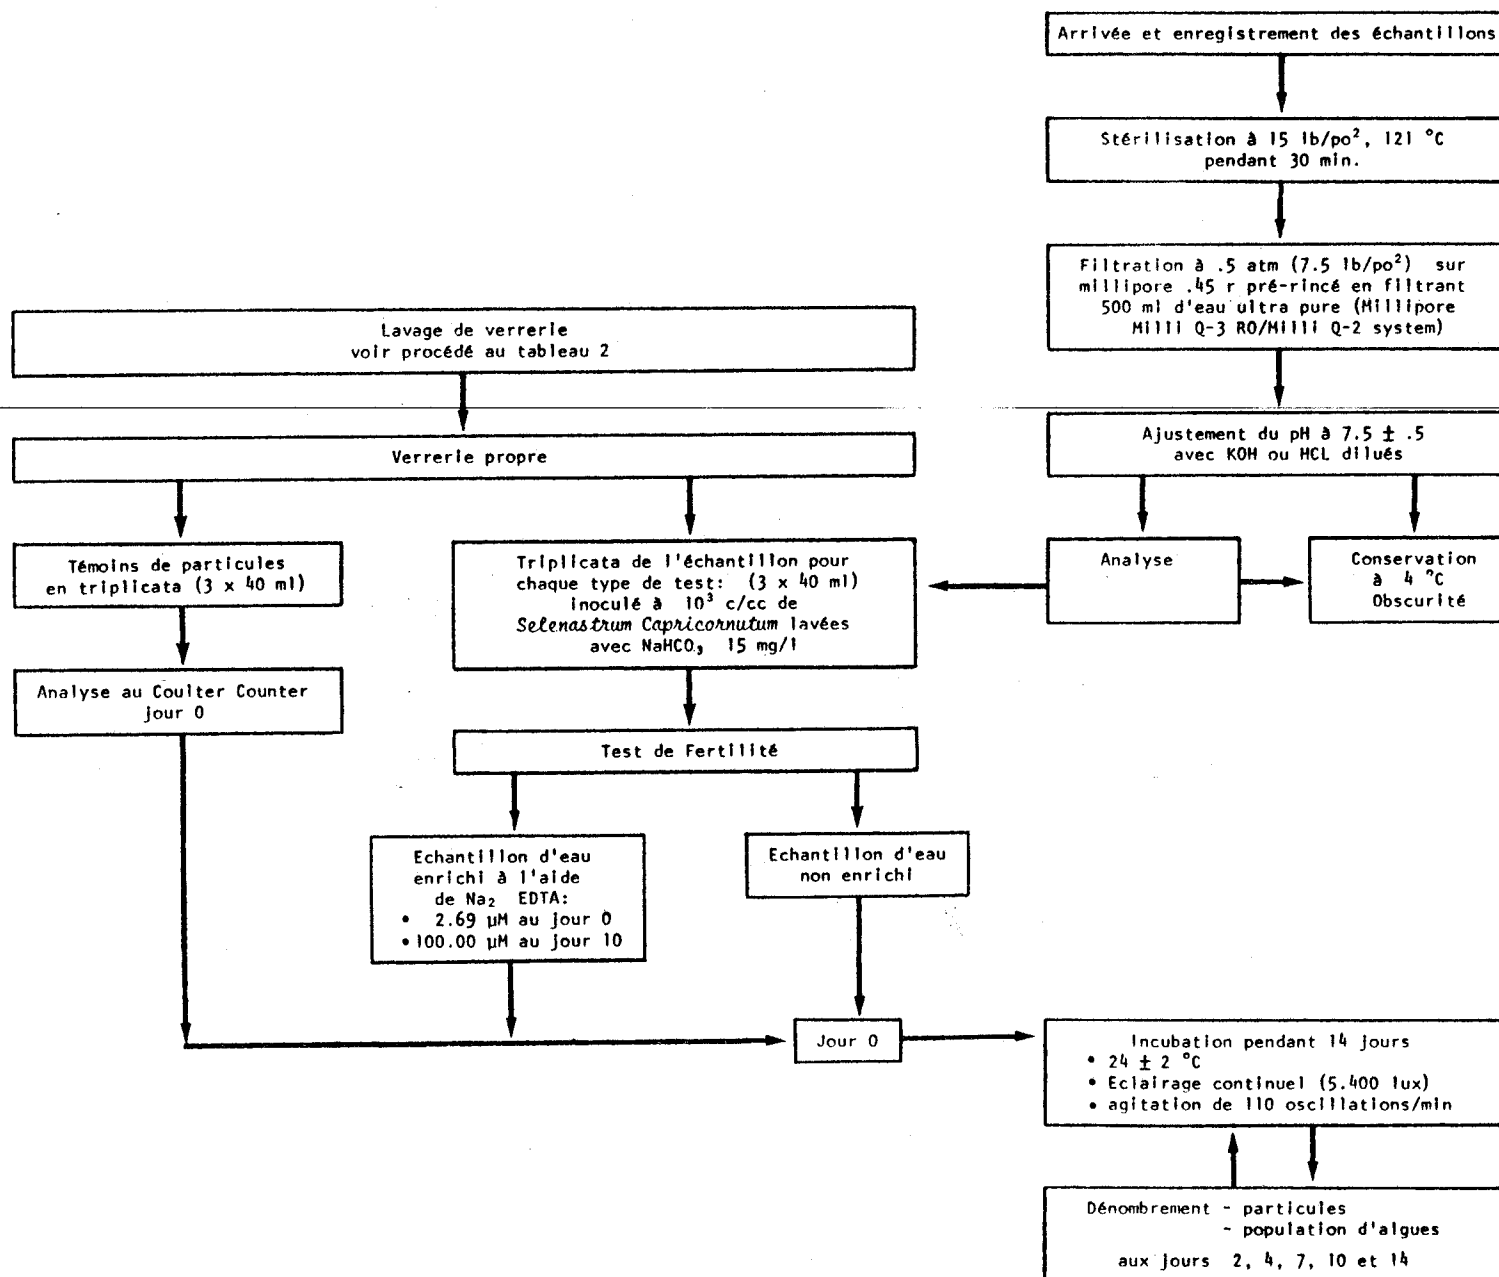 Arrivée et enregistrement des échantillons
Stérilisation à 15 lb/po², 121 °C
pendant 30 min.
Filtration à .5 atm (7.5 lb/po²) sur
millipore .45 r pré-rincé en filtrant
500 ml d'eau ultra pure (Millipore
Milli Q-3 RO/Milli Q-2 system)
Lavage de verrerie
voir procédé au tableau 2
Ajustement du pH à 7.5 ± .5
avec KOH ou HCL dilués
Verrerie propre
Témoins de particules
en triplicata (3 x 40 ml)
Triplicata de l'échantillon pour
chaque type de test: (3 x 40 ml)
inoculé à 10³ c/cc de
Selenastrum Capricornutum lavées
avec NaHCO₃ 15 mg/l
Analyse
Conservation
à 4 °C
Obscurité
Analyse au Coulter Counter
jour 0
Test de Fertilité
Echantillon d'eau
enrichi à l'aide
de Na₂ EDTA:
• 2.69 µM au jour 0
• 100.00 µM au jour 10
Echantillon d'eau
non enrichi
Jour 0
Incubation pendant 14 jours
• 24 ± 2 °C
• Eclairage continuel (5.400 lux)
• agitation de 110 oscillations/min
Dénombrement - particules
- population d'algues
aux jours 2, 4, 7, 10 et 14